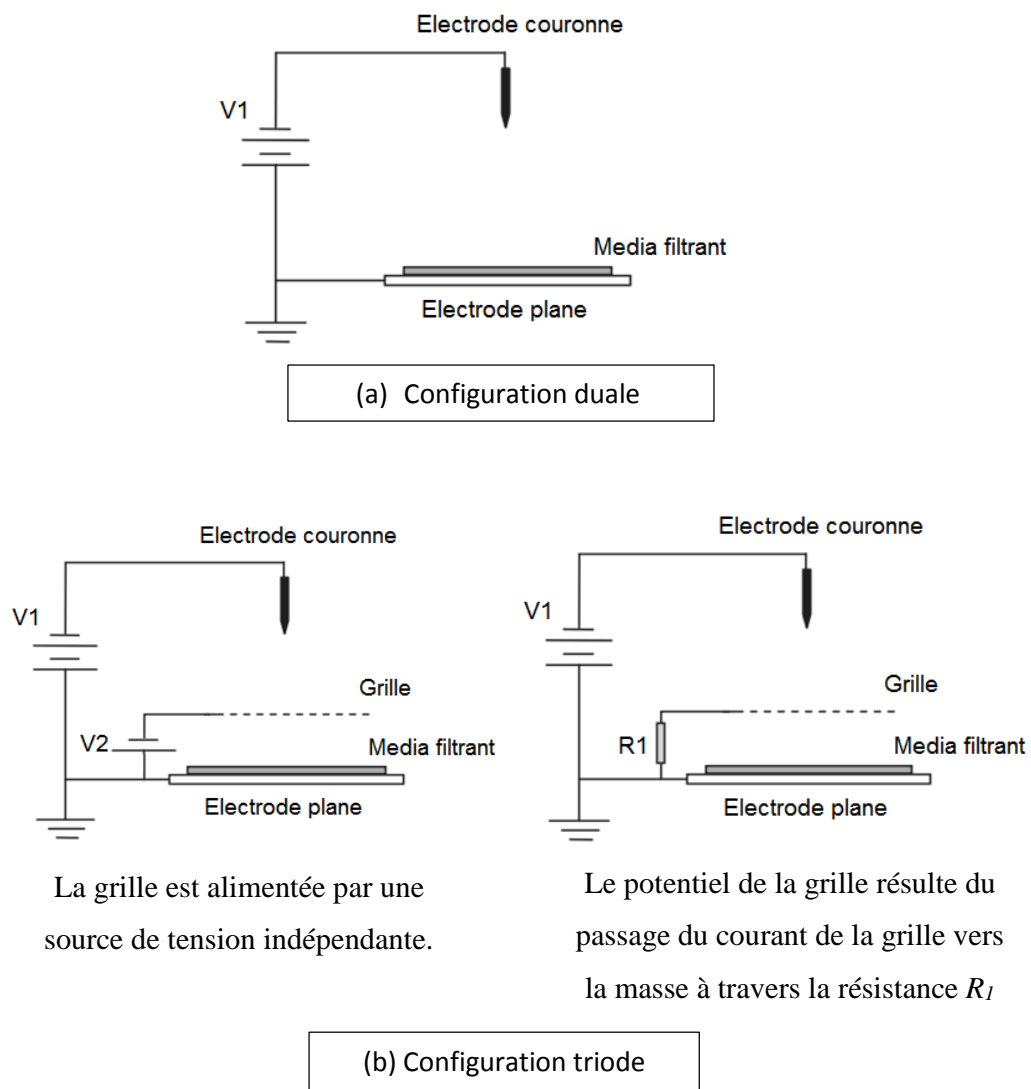 Electrode couronne
V1
Media filtrant
Electrode plane
(a) Configuration duale
Electrode couronne
V1
Grille
V2
Media filtrant
Electrode plane
La grille est alimentée par une
source de tension indépendante.
Electrode couronne
V1
Grille
R1
Media filtrant
Electrode plane
Le potentiel de la grille résulte du
passage du courant de la grille vers
la masse à travers la résistance R1
(b) Configuration triode